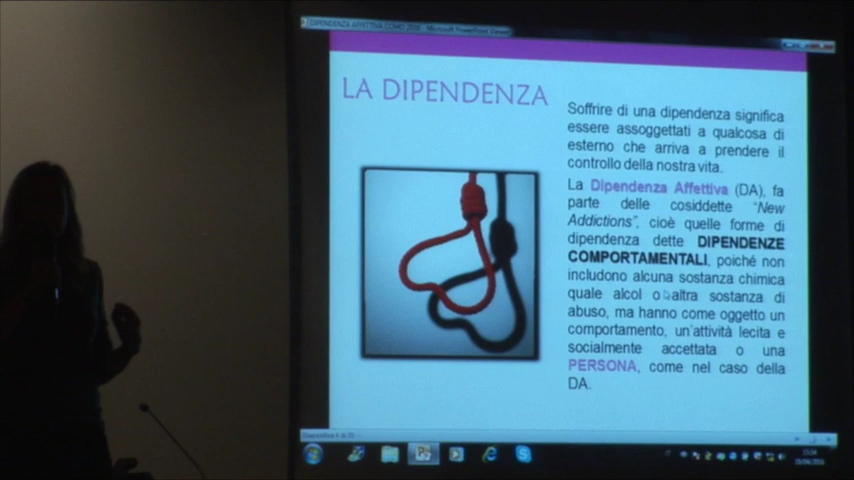 DIPENDENZA AFFETTIVA COMO 2016 - Microsoft PowerPoint Viewer
LA DIPENDENZA
Soffrire di una dipendenza significa
essere assoggettati a qualcosa di
esterno che arriva a prendere il
controllo della nostra vita.
La Dipendenza Affettiva (DA), fa
parte delle cosiddette "New
Addictions", cioè quelle forme di
dipendenza dette DIPENDENZE
COMPORTAMENTALI, poiché non
includono alcuna sostanza chimica
quale alcol o altra sostanza di
abuso, ma hanno come oggetto un
comportamento, un'attività lecita e
socialmente accettata o una
PERSONA, come nel caso della
DA.